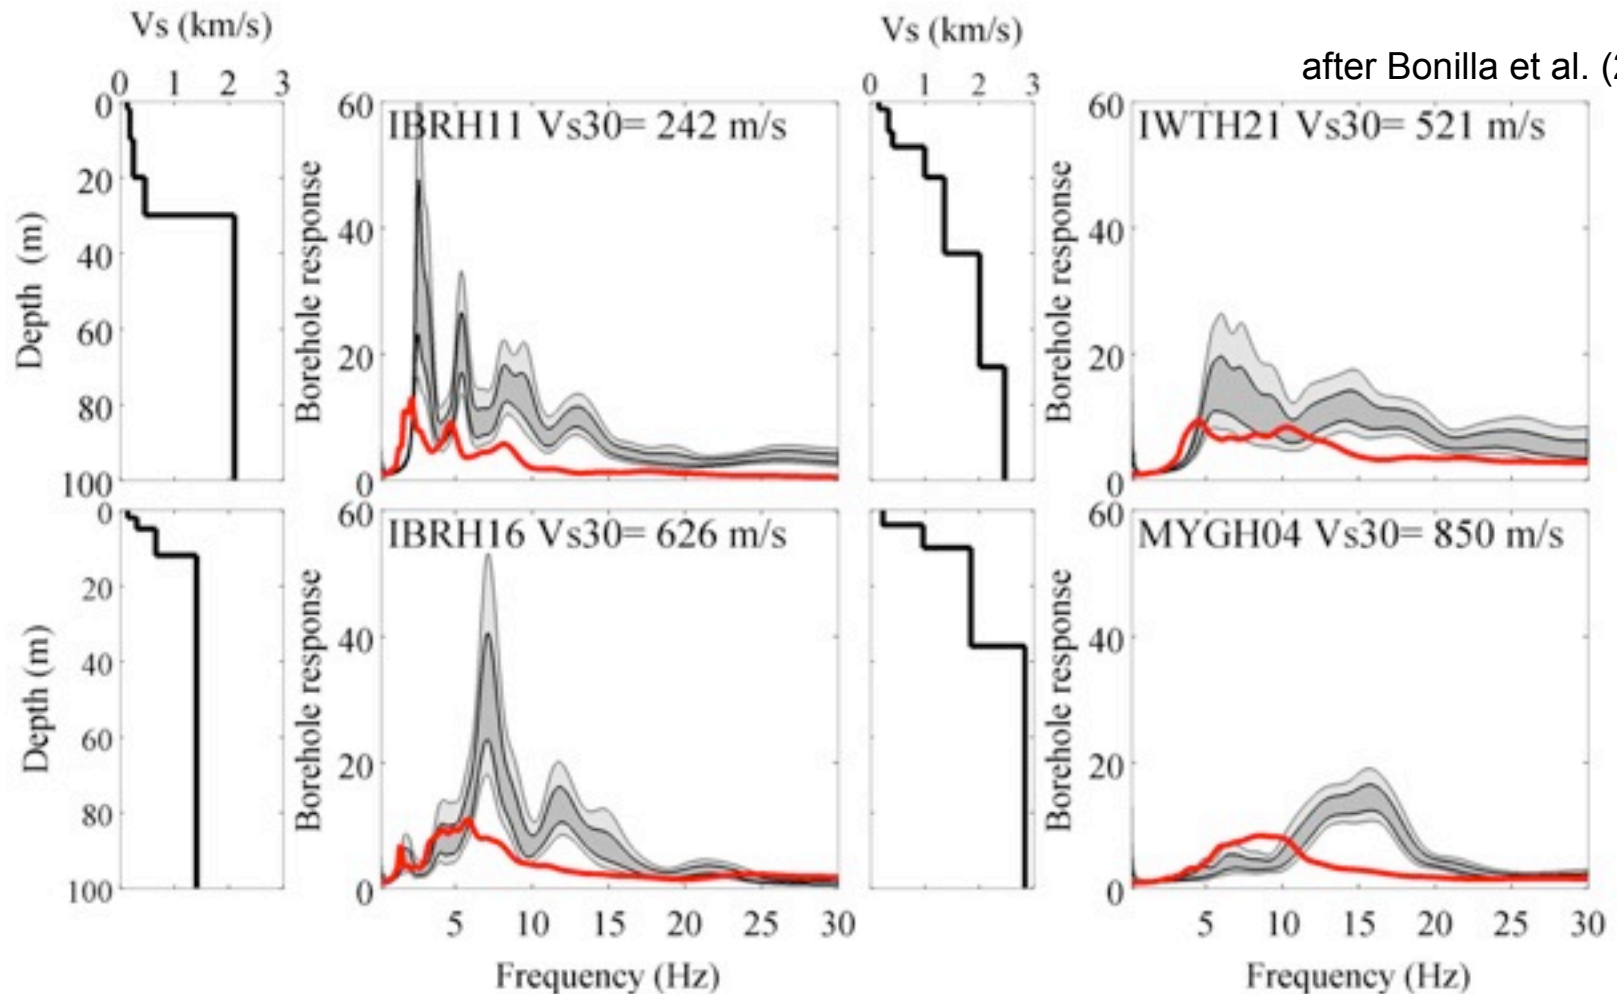 Vs (km/s)
0 1 2 3
Vs (km/s)
0 1 2 3
after Bonilla et al. (2
Depth (m)
0
20
40
60
80
100
Borehole response
60
40
20
0
IBRH11 Vs30= 242 m/s
Borehole response
60
40
20
0
IWTH21 Vs30= 521 m/s
Depth (m)
0
20
40
60
80
100
Borehole response
60
40
20
0
IBRH16 Vs30= 626 m/s
Borehole response
60
40
20
0
MYGH04 Vs30= 850 m/s
5 10 15 20 25 30
Frequency (Hz)
5 10 15 20 25 30
Frequency (Hz)